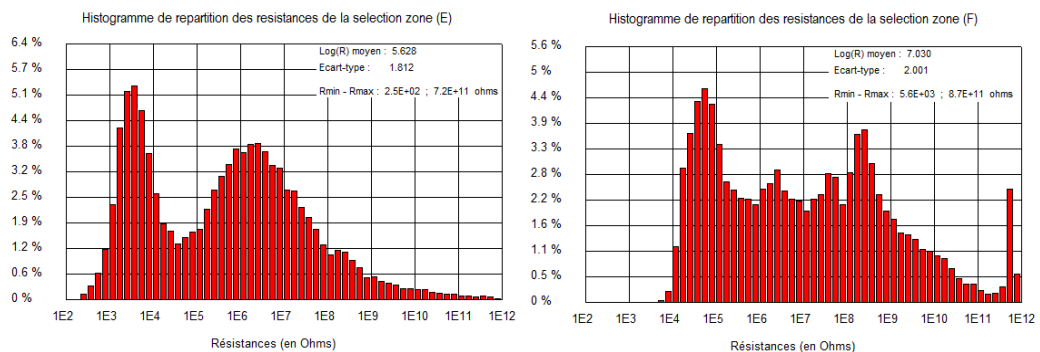 Histogramme de repartition des resistances de la selection zone (E)
6.4 %
5.7 %
5.1 %
4.4 %
3.8 %
3.2 %
2.5 %
1.9 %
1.2 %
0.6 %
0 %
Log(R) moyen : 5.628
Ecart-type : 1.812
Rmin - Rmax : 2.5E+02 ; 7.2E+11 ohms
1E2 1E3 1E4 1E5 1E6 1E7 1E8 1E9 1E10 1E11 1E12
Résistances (en Ohms)
Histogramme de repartition des resistances de la selection zone (F)
5.6 %
5 %
4.4 %
3.9 %
3.3 %
2.8 %
2.2 %
1.6 %
1.1 %
0.5 %
0 %
Log(R) moyen : 7.030
Ecart-type : 2.001
Rmin - Rmax : 5.6E+03 ; 8.7E+11 ohms
1E2 1E3 1E4 1E5 1E6 1E7 1E8 1E9 1E10 1E11 1E12
Résistances (en Ohms)